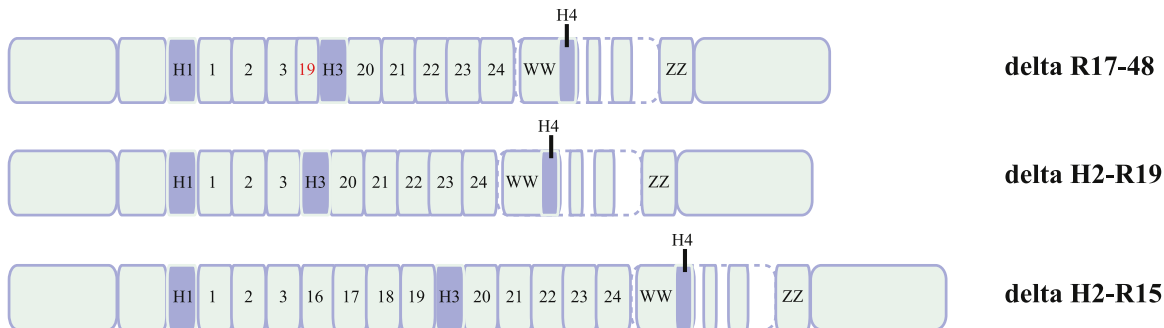 H4
H1 1 2 3 19 H3 20 21 22 23 24 WW ZZ delta R17-48
H4
H1 1 2 3 H3 20 21 22 23 24 WW ZZ delta H2-R19
H4
H1 1 2 3 16 17 18 19 H3 20 21 22 23 24 WW ZZ delta H2-R15